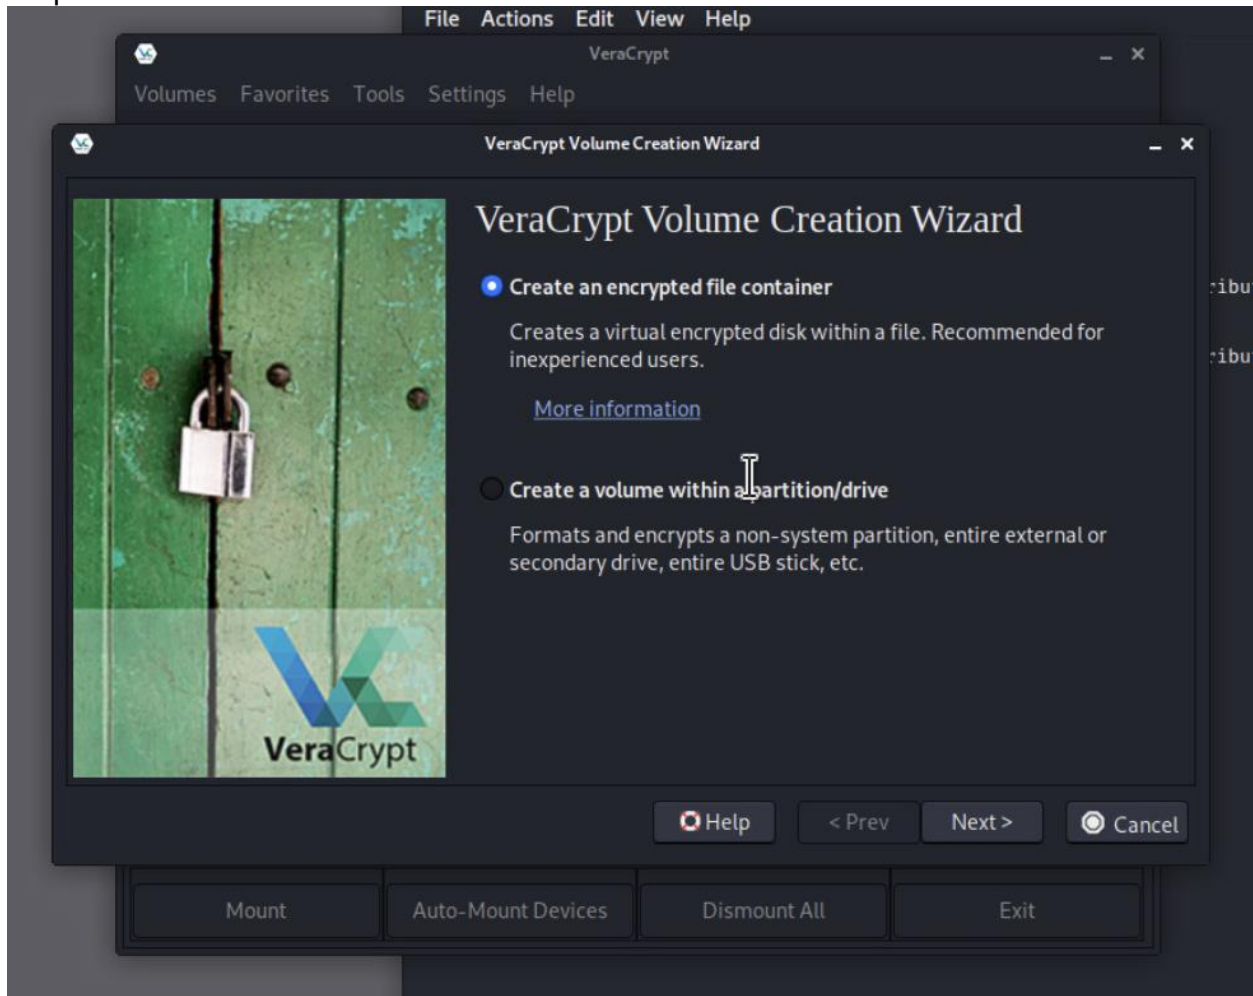 File Actions Edit View Help
VeraCrypt
Volumes Favorites Tools Settings Help
VeraCrypt Volume Creation Wizard
VeraCrypt Volume Creation Wizard
Create an encrypted file container
Creates a virtual encrypted disk within a file. Recommended for
inexperienced users.
More information
Create a volume within a partition/drive
Formats and encrypts a non-system partition, entire external or
secondary drive, entire USB stick, etc.
VeraCrypt
Help < Prev Next > Cancel
Mount Auto-Mount Devices Dismount All Exit